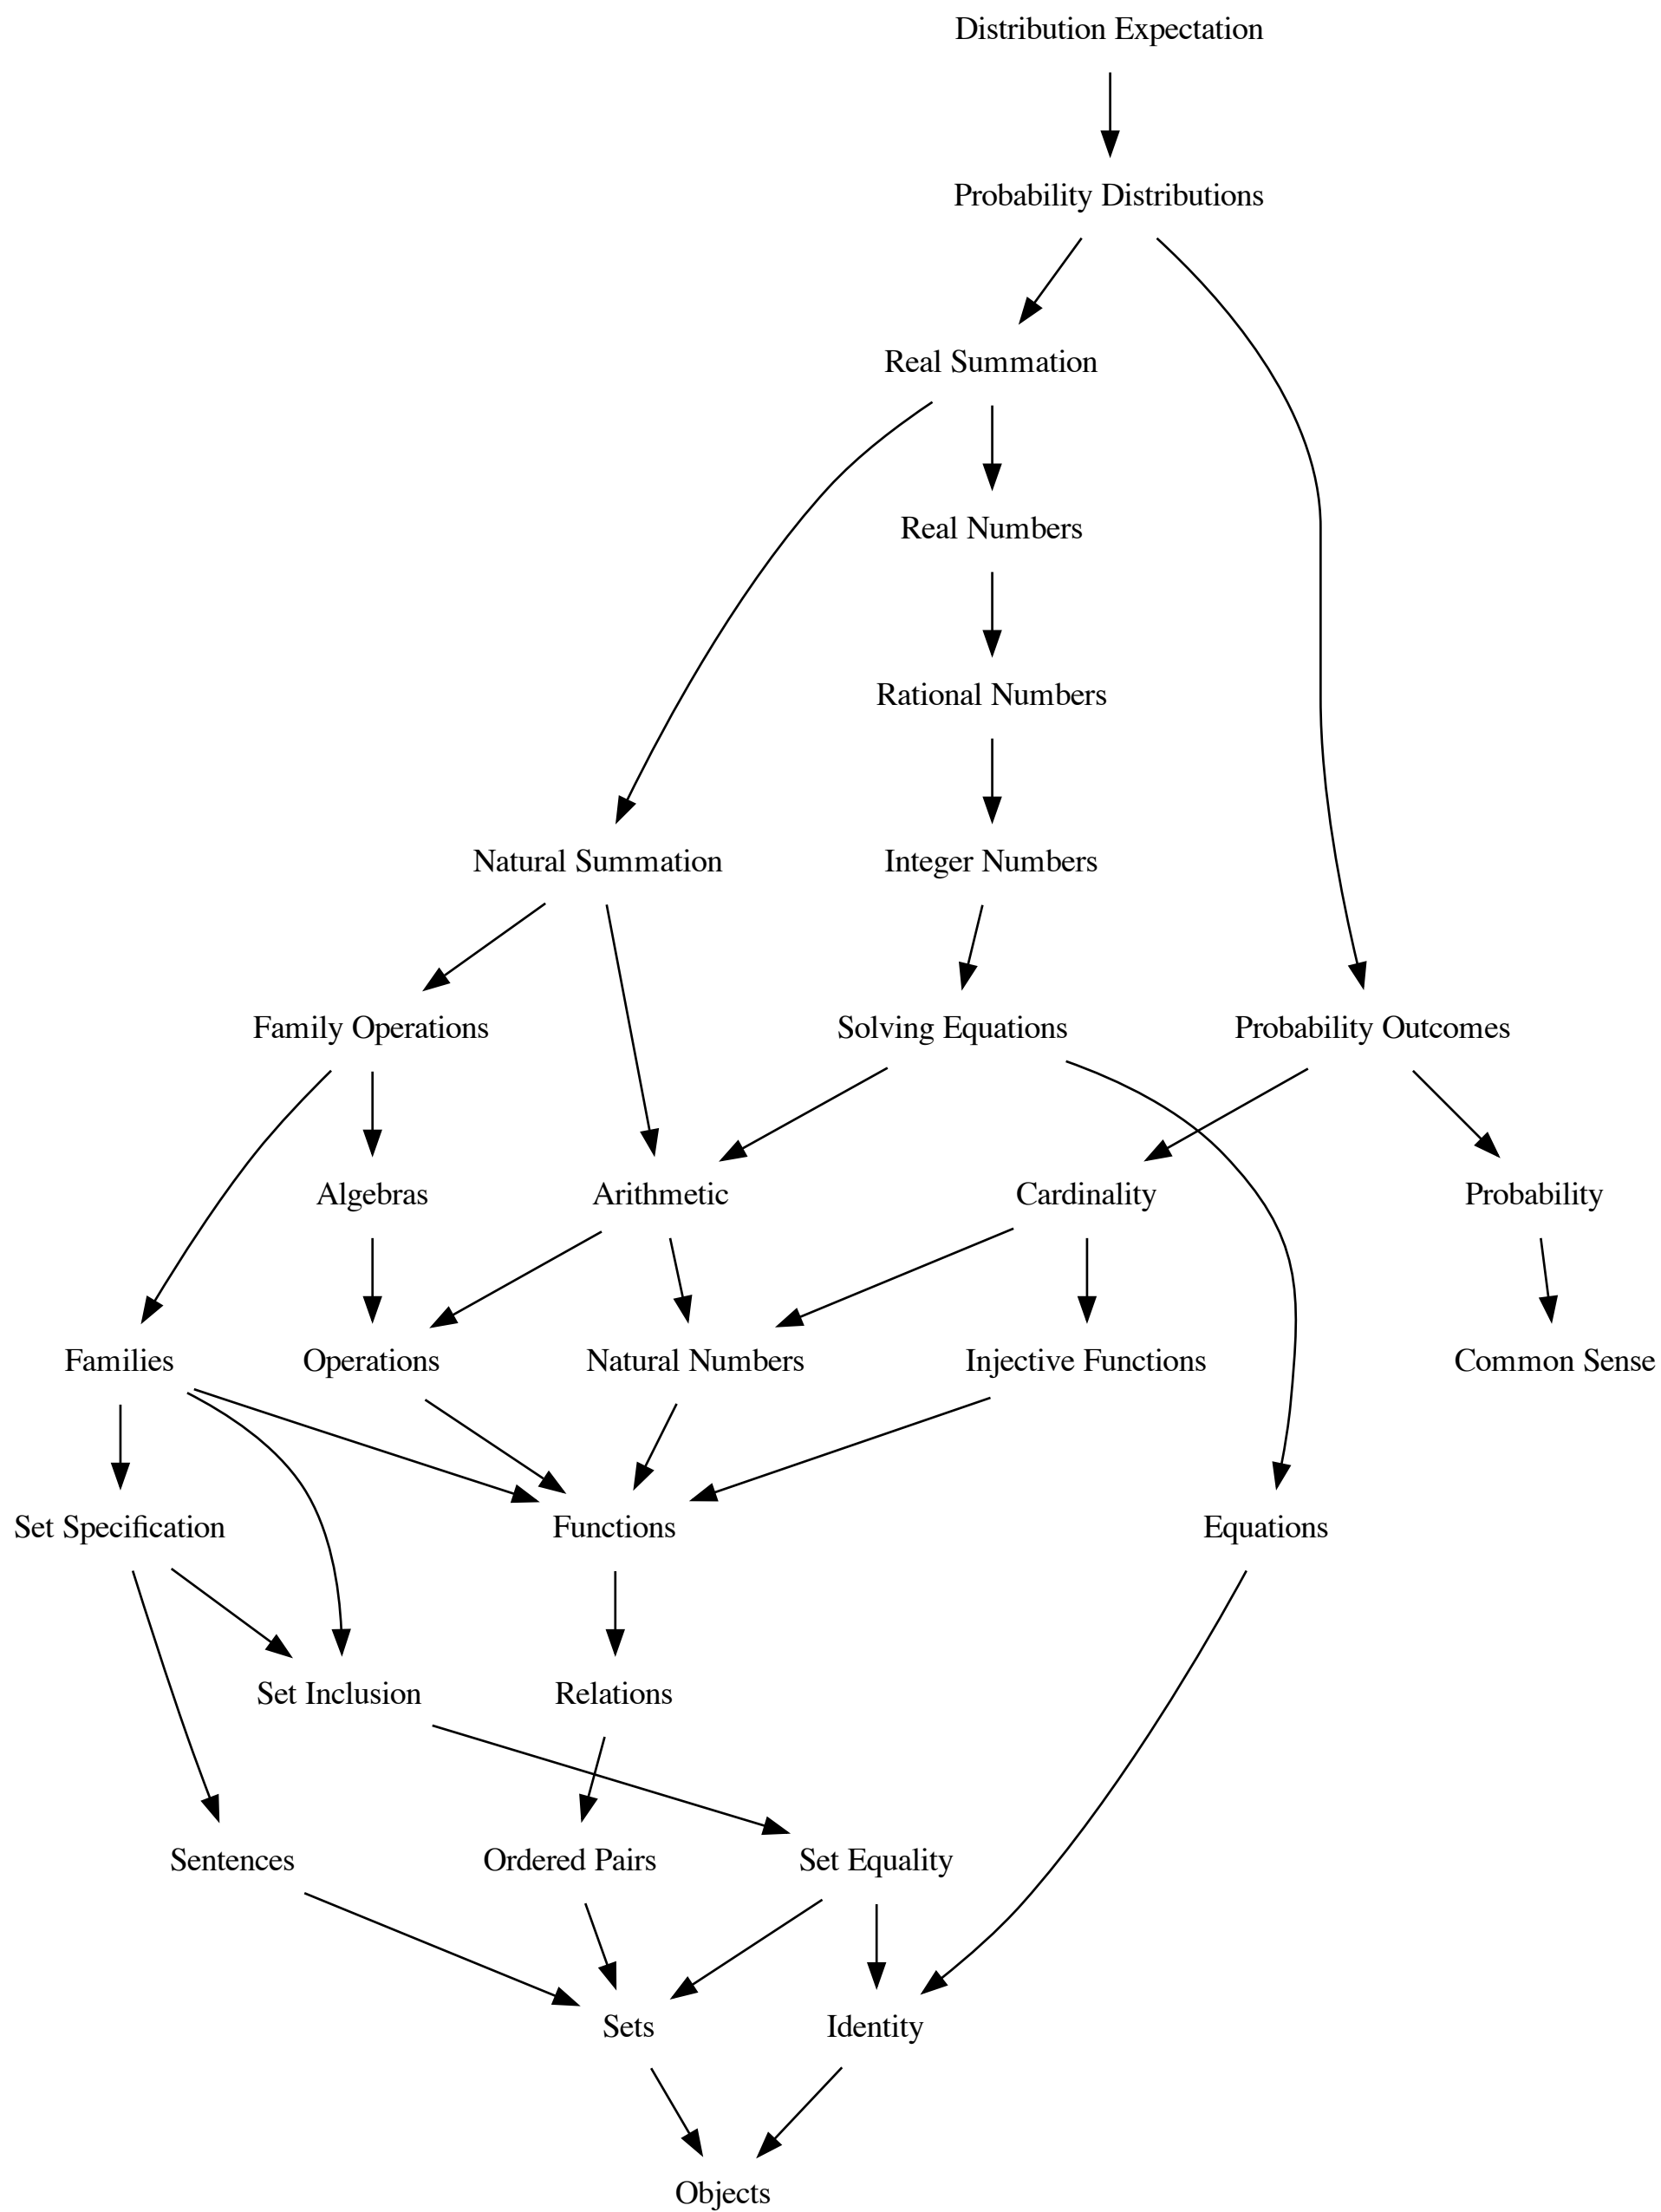 Distribution Expectation
Probability Distributions
Real Summation
Real Numbers
Rational Numbers
Natural Summation
Integer Numbers
Family Operations
Solving Equations
Probability Outcomes
Algebras
Arithmetic
Cardinality
Probability
Families
Operations
Natural Numbers
Injective Functions
Common Sense
Set Specification
Functions
Equations
Set Inclusion
Relations
Sentences
Ordered Pairs
Set Equality
Sets
Identity
Objects